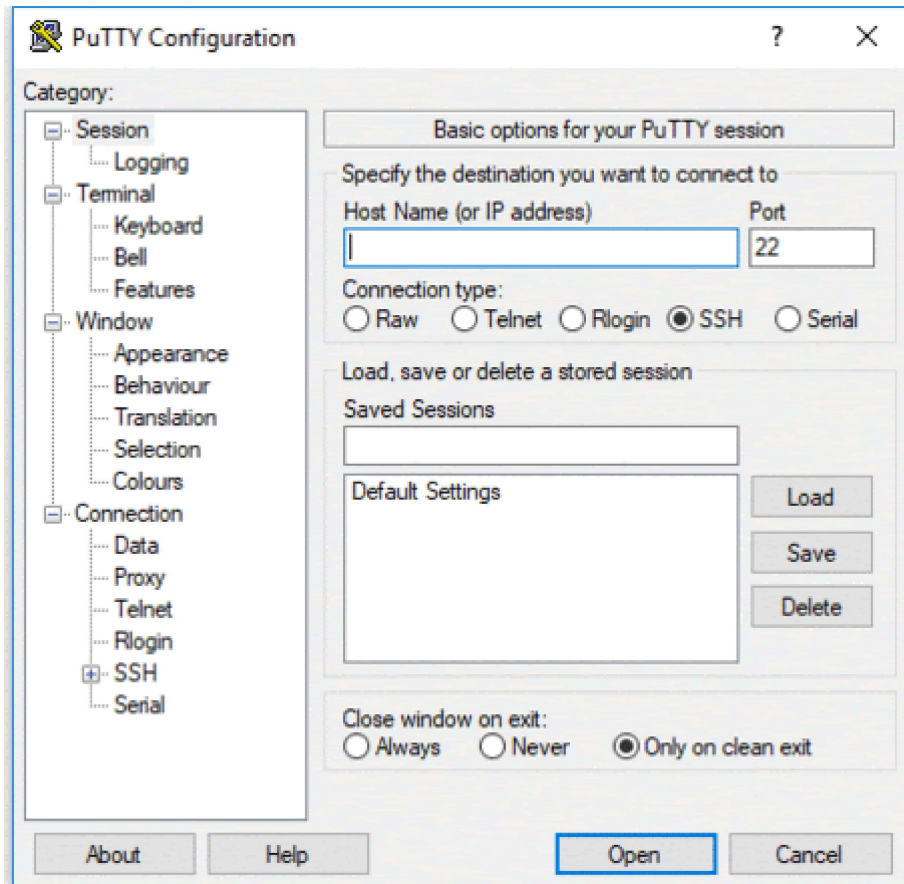 PuTTY Configuration
?
Category:
Session
Logging
Terminal
Keyboard
Bell
Features
Window
Appearance
Behaviour
Translation
Selection
Colours
Connection
Data
Proxy
Telnet
Rlogin
SSH
Serial
Basic options for your PuTTY session
Specify the destination you want to connect to
Host Name (or IP address) Port
22
Connection type:
Raw Telnet Rlogin SSH Serial
Load, save or delete a stored session
Saved Sessions
Default Settings
Load
Save
Delete
Close window on exit:
Always Never Only on clean exit
About Help Open Cancel